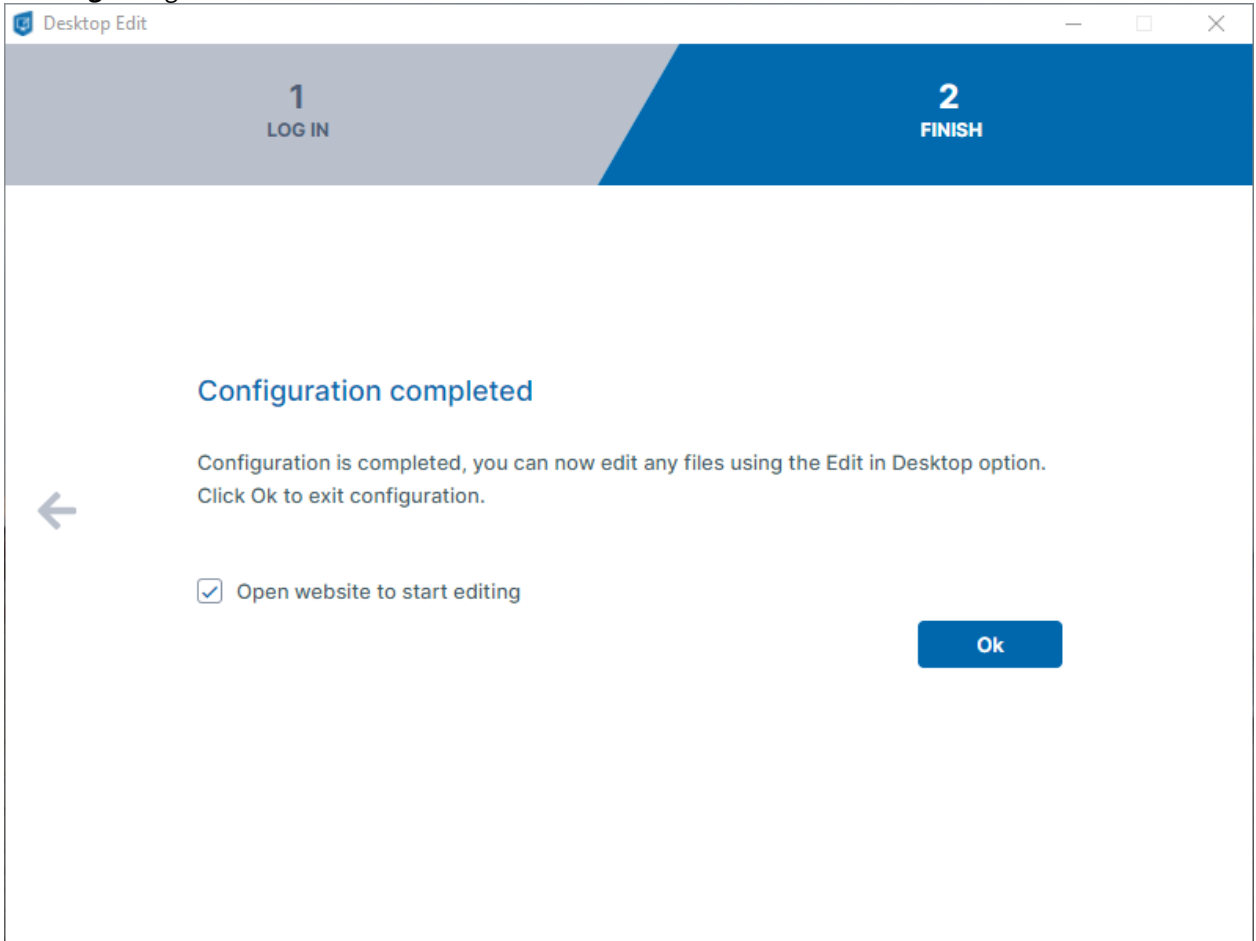 Desktop Edit
1
LOG IN
2
FINISH
Configuration completed
Configuration is completed, you can now edit any files using the Edit in Desktop option.
Click Ok to exit configuration.
Open website to start editing
Ok